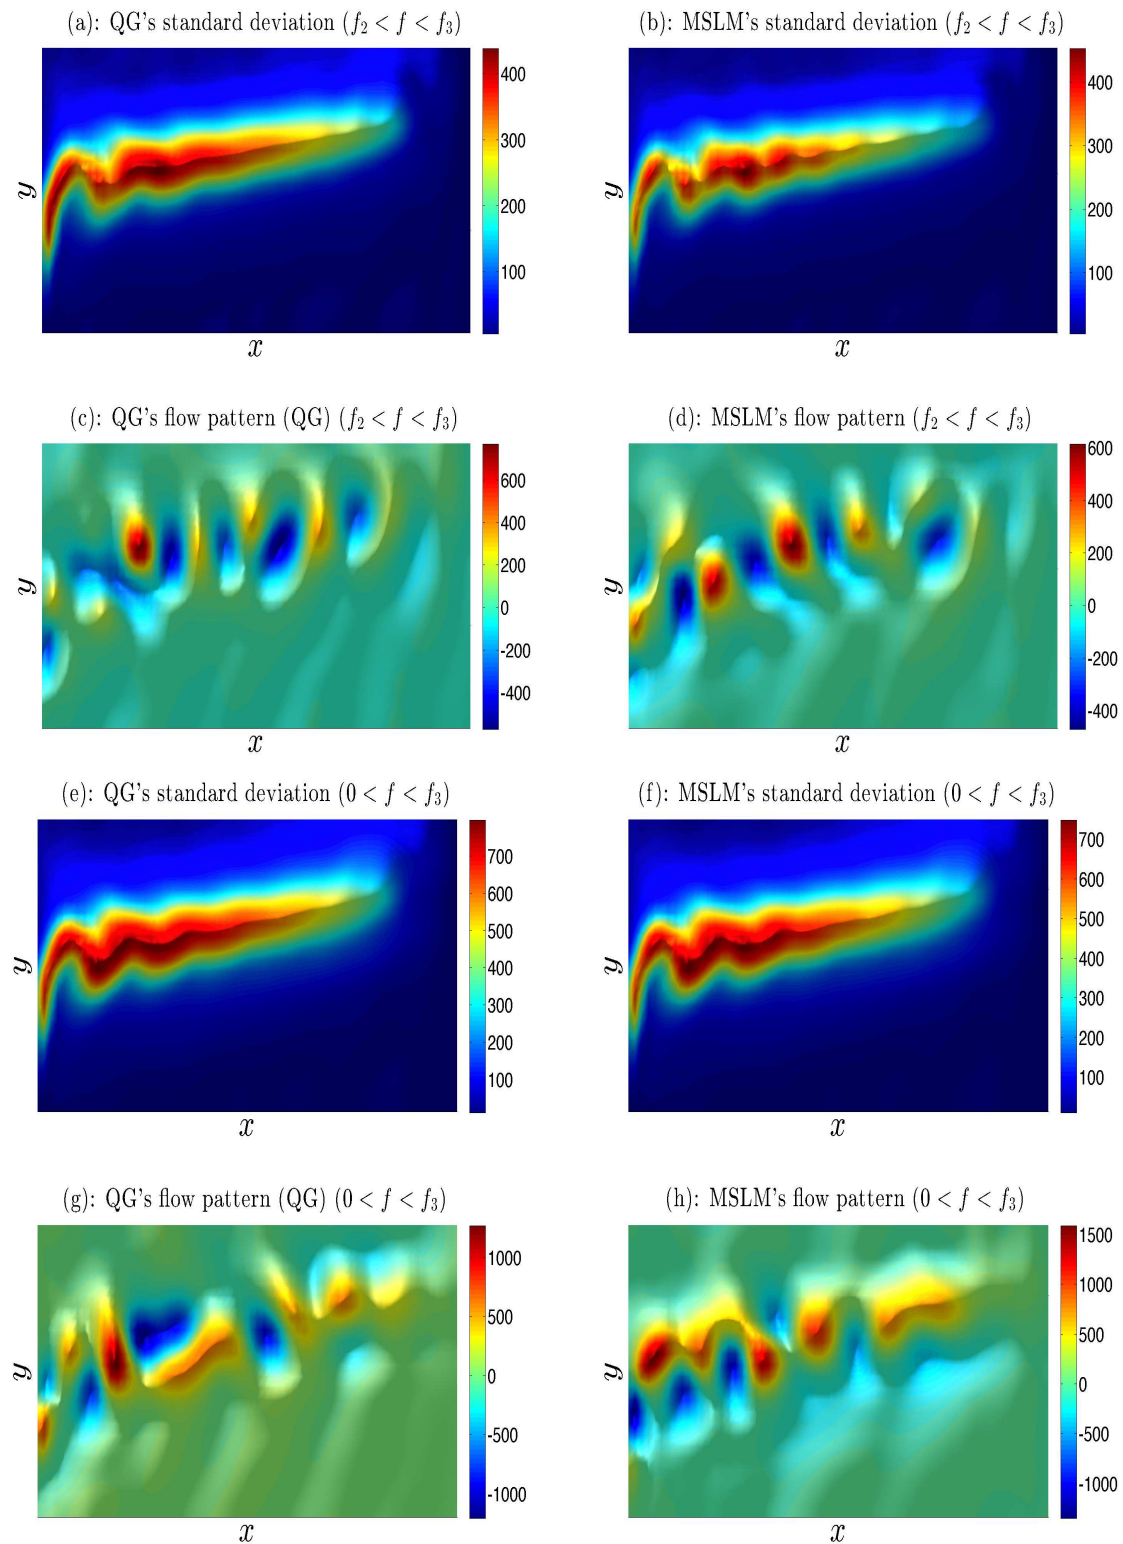 (a): QG's standard deviation (f₂ < f < f₃)
400
300
200
100
y
x
(b): MSLM's standard deviation (f₂ < f < f₃)
400
300
200
100
y
x
(c): QG's flow pattern (QG) (f₂ < f < f₃)
600
400
200
0
-200
-400
y
x
(d): MSLM's flow pattern (f₂ < f < f₃)
600
400
200
0
-200
-400
y
x
(e): QG's standard deviation (0 < f < f₃)
700
600
500
400
300
200
100
y
x
(f): MSLM's standard deviation (0 < f < f₃)
700
600
500
400
300
200
100
y
x
(g): QG's flow pattern (QG) (0 < f < f₃)
1000
500
0
-500
-1000
y
x
(h): MSLM's flow pattern (0 < f < f₃)
1500
1000
500
0
-500
-1000
y
x